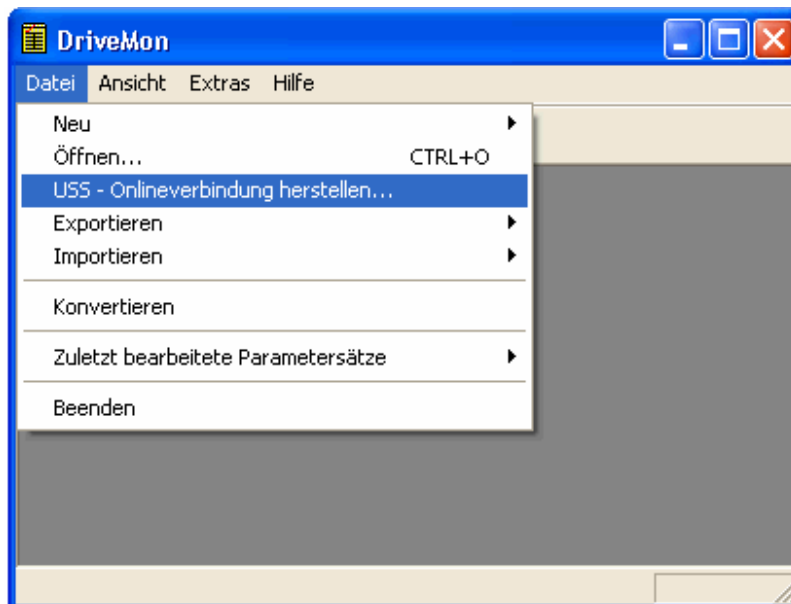 DriveMon
Datei Ansicht Extras Hilfe
Neu
Öffnen... CTRL+O
USS - Onlineverbindung herstellen...
Exportieren
Importieren
Konvertieren
Zuletzt bearbeitete Parametersätze
Beenden